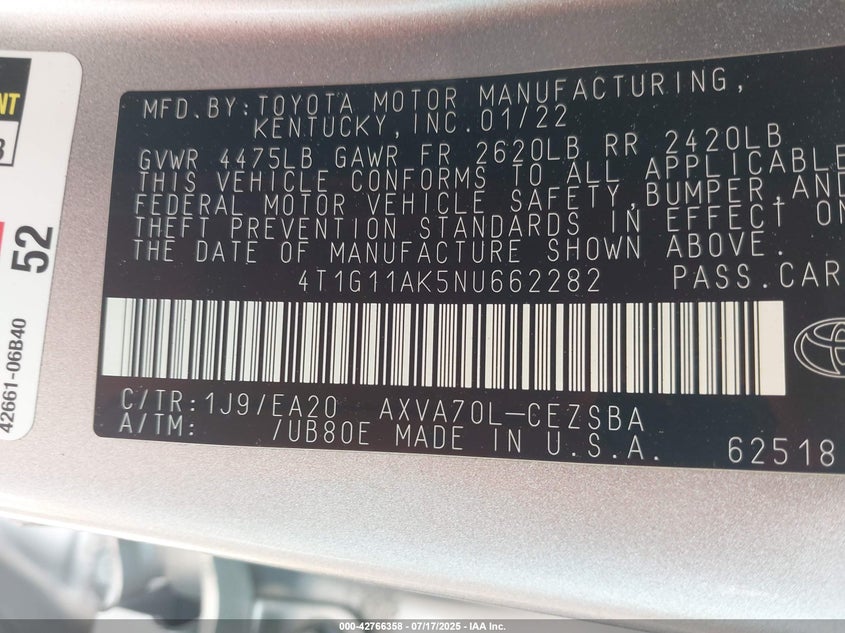 MFD.BY:TOYOTA MOTOR MANUFACTURING,
KENTUCKY,INC.01/22
GVWR 4475LB GAWR FR 2620LB RR 2420LB
THIS VEHICLE CONFORMS TO ALL APPLICABLE
FEDERAL MOTOR VEHICLE SAFETY,BUMPER,AND
THEFT PREVENTION STANDARDS IN EFFECT ON
THE DATE OF MANUFACTURE SHOWN ABOVE.
4T1G11AK5NU662282 PASS.CAR
C/TR:1J9/EA20 AXVA70L-CEZSBA
A/TM: /UB80E MADE IN U.S.A.
62518
52
42661-06B40
000-42766358 - 07/17/2025 - IAA Inc.